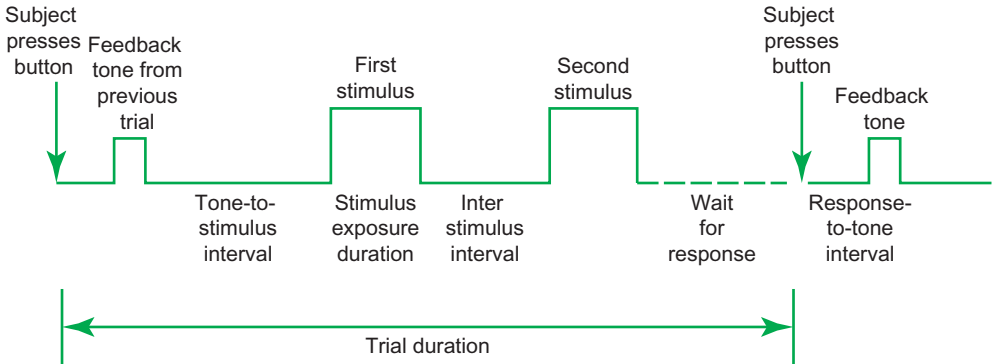 Subject
presses
button
Feedback
tone from
previous
trial
First
stimulus
Second
stimulus
Subject
presses
button
Feedback
tone
Tone-to-
stimulus
interval
Stimulus
exposure
duration
Inter
stimulus
interval
Wait
for
response
Response-
to-tone
interval
Trial duration